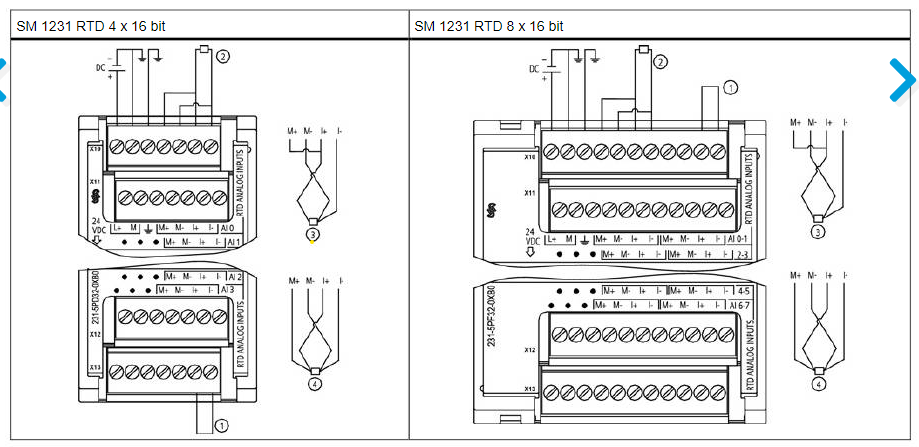 SM 1231 RTD 4 x 16 bit
SM 1231 RTD 8 x 16 bit
DC
-
+
2
X10
X11
24
VDC
L+ M
M+ M- I+ I- AI 0
M+ M- I+ I- AI 1
RTD ANALOG INPUTS
M+ M- I+ I-
3
231-5PD32-0XB0
M+ M- I+ I- AI 2
M+ M- I+ I- AI 3
X12
X13
RTD ANALOG INPUTS
1
M+ M- I+ I-
4
DC
-
+
2
1
X10
X11
24
VDC
L+ M
M+ M- I+ I- M+ M- I+ I- AI 0-1
M+ M- I+ I- M+ M- I+ I- 2-3
RTD ANALOG INPUTS
M+ M- I+ I-
3
231-5PF32-0XB0
M+ M- I+ I- M+ M- I+ I- 4-5
M+ M- I+ I- M+ M- I+ I- AI 6-7
X12
X13
RTD ANALOG INPUTS
M+ M- I+ I-
4